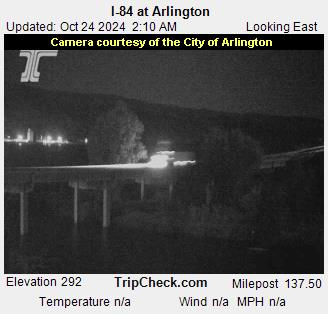 I-84 at Arlington
Updated: Oct 24 2024 2:10 AM Looking East
Camera courtesy of the City of Arlington
Elevation 292 TripCheck.com Milepost 137.50
Temperature n/a Wind n/a MPH n/a